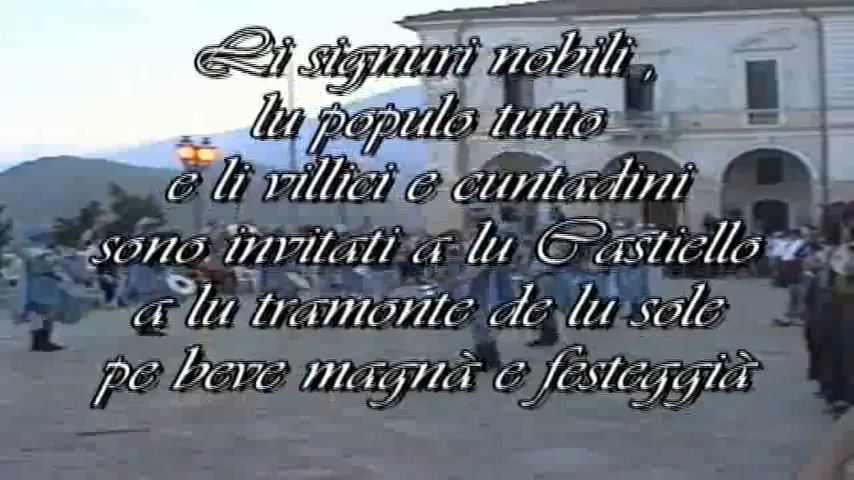 Li signuri nobili,
lu populo tutto
e li villici e cuntadini
sono invitati a lu Castiello
a lu tramonte de lu sole
pe beve magnà e festeggià